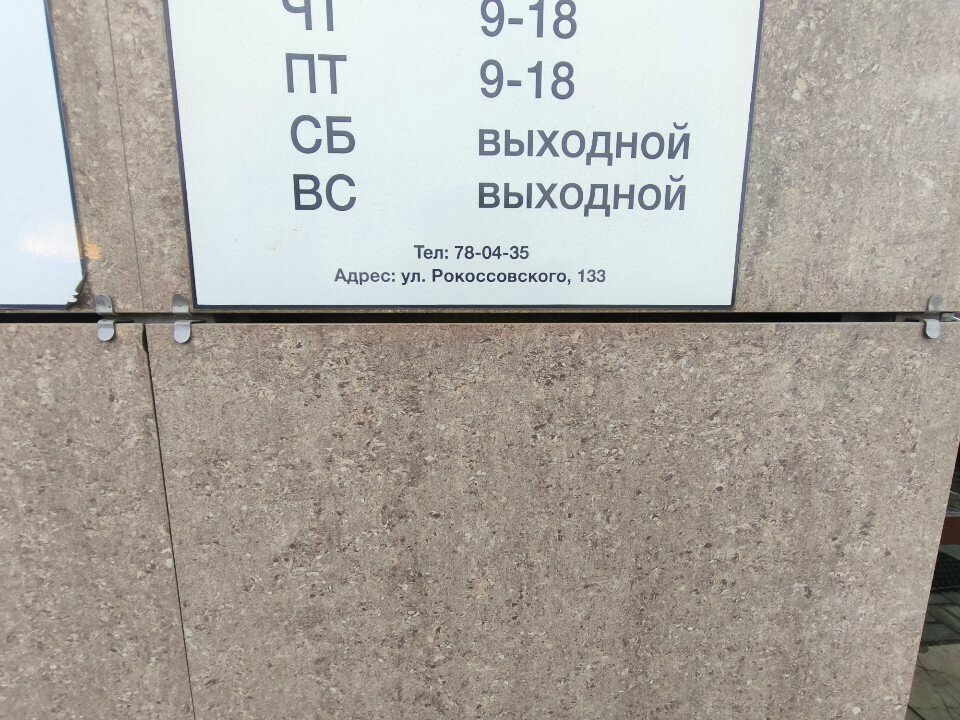 ЧТ 9-18
ПТ 9-18
СБ выходной
ВС выходной
Тел: 78-04-35
Адрес: ул. Рокоссовского, 133